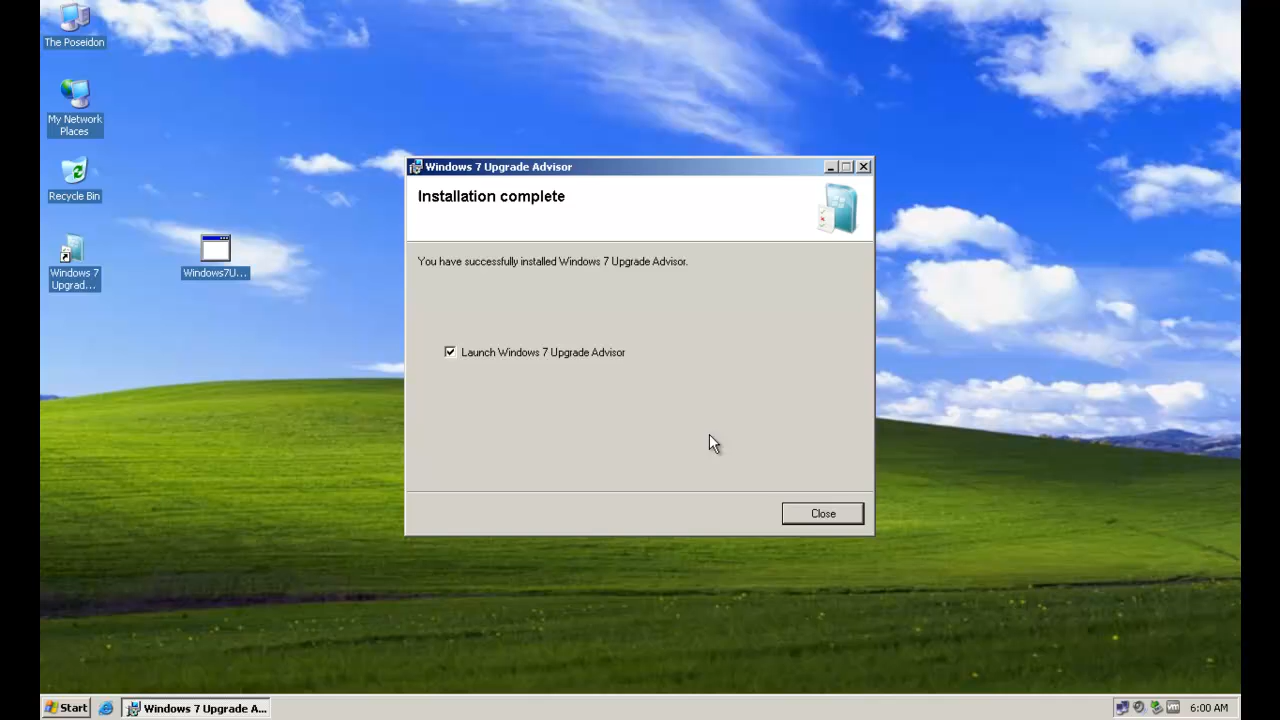 The Poseidon
My Network
Places
Recycle Bin
Windows 7
Upgrad...
Windows7U...
Windows 7 Upgrade Advisor
Installation complete
You have successfully installed Windows 7 Upgrade Advisor.
Launch Windows 7 Upgrade Advisor
Close
Start
Windows 7 Upgrade A...
vm
6:00 AM